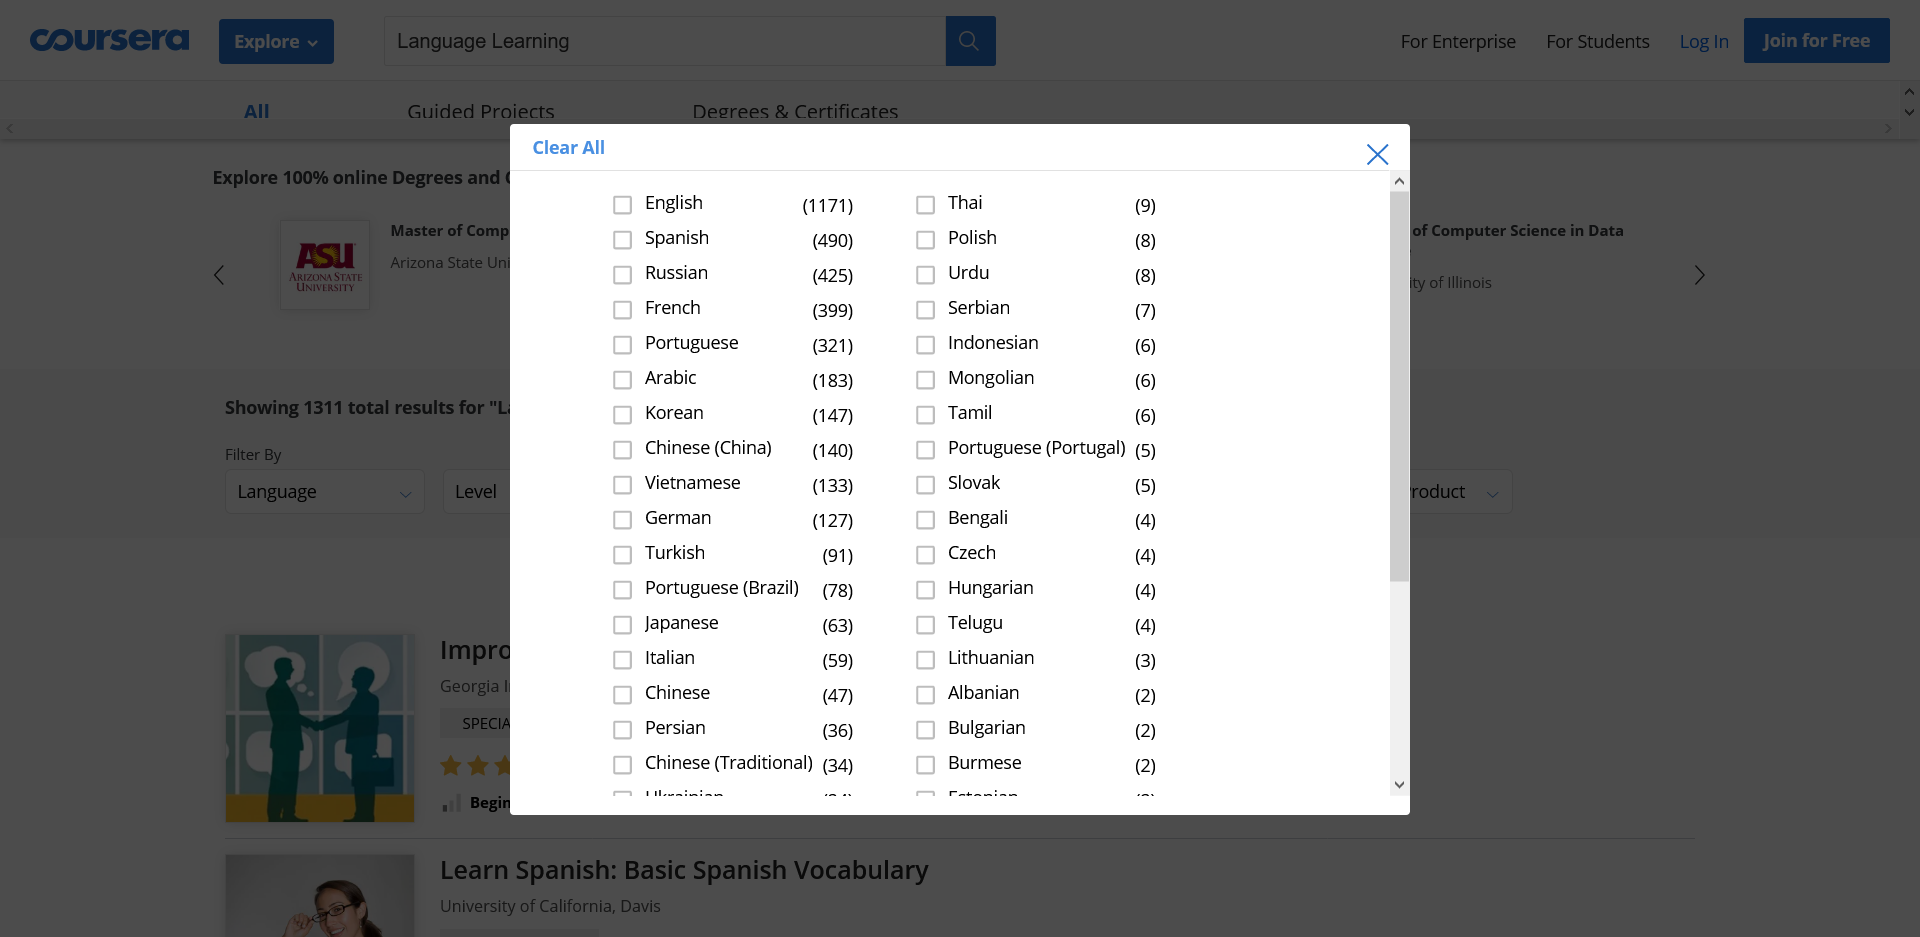 coursera
Explore
Language Learning
For Enterprise
For Students
Log In
Join for Free
All
Guided Projects
Degrees & Certificates
Explore 100% online Degrees and
ASU
ARIZONA STATE
UNIVERSITY
Master of Comp
Arizona State Uni
of Computer Science in Data
ty of Illinois
Showing 1311 total results for "L
Filter By
Language
Level
roduct
Clear All
English (1171)
Spanish (490)
Russian (425)
French (399)
Portuguese (321)
Arabic (183)
Korean (147)
Chinese (China) (140)
Vietnamese (133)
German (127)
Turkish (91)
Portuguese (Brazil) (78)
Japanese (63)
Italian (59)
Chinese (47)
Persian (36)
Chinese (Traditional) (34)
Ukrainian
Thai (9)
Polish (8)
Urdu (8)
Serbian (7)
Indonesian (6)
Mongolian (6)
Tamil (6)
Portuguese (Portugal) (5)
Slovak (5)
Bengali (4)
Czech (4)
Hungarian (4)
Telugu (4)
Lithuanian (3)
Albanian (2)
Bulgarian (2)
Burmese (2)
Estonian
Impro
Georgia I
SPECIA
Begin
Learn Spanish: Basic Spanish Vocabulary
University of California, Davis